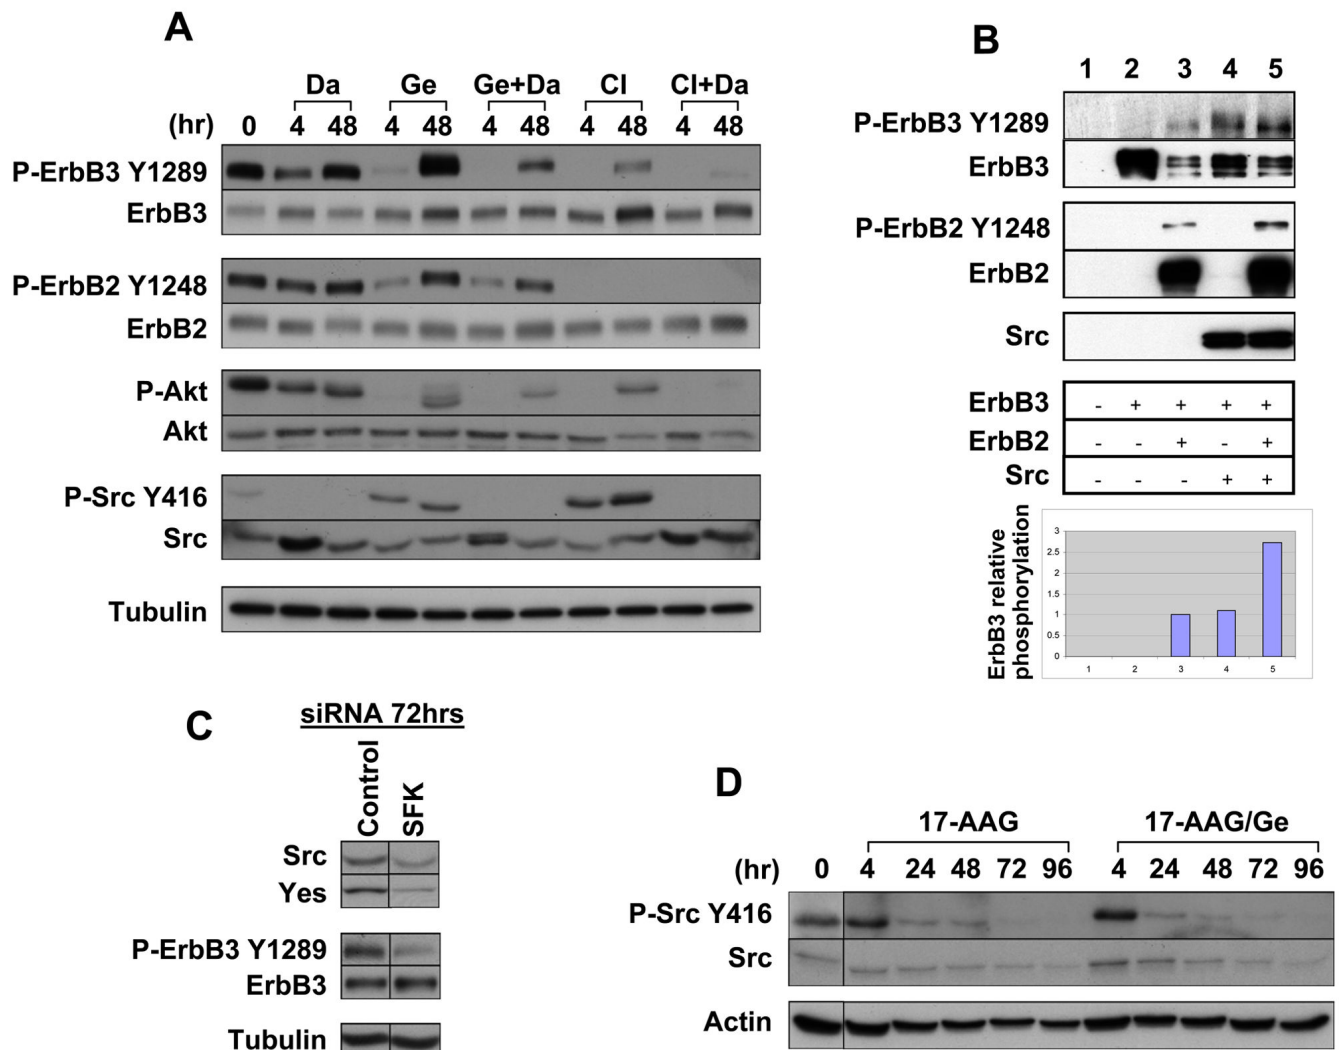 A
Da Ge Ge+Da Cl Cl+Da
(hr) 0 4 48 4 48 4 48 4 48 4 48
P-ErbB3 Y1289
ErbB3
P-ErbB2 Y1248
ErbB2
P-Akt
Akt
P-Src Y416
Src
Tubulin
B
1 2 3 4 5
P-ErbB3 Y1289
ErbB3
P-ErbB2 Y1248
ErbB2
Src
ErbB3 - + + + +
ErbB2 - - + - +
Src - - - + +
ErbB3 relative
phosphorylation
3
2.5
2
1.5
1
0.5
0
1 2 3 4 5
C
siRNA 72hrs
Control SFK
Src
Yes
P-ErbB3 Y1289
ErbB3
Tubulin
D
17-AAG 17-AAG/Ge
(hr) 0 4 24 48 72 96 4 24 48 72 96
P-Src Y416
Src
Actin